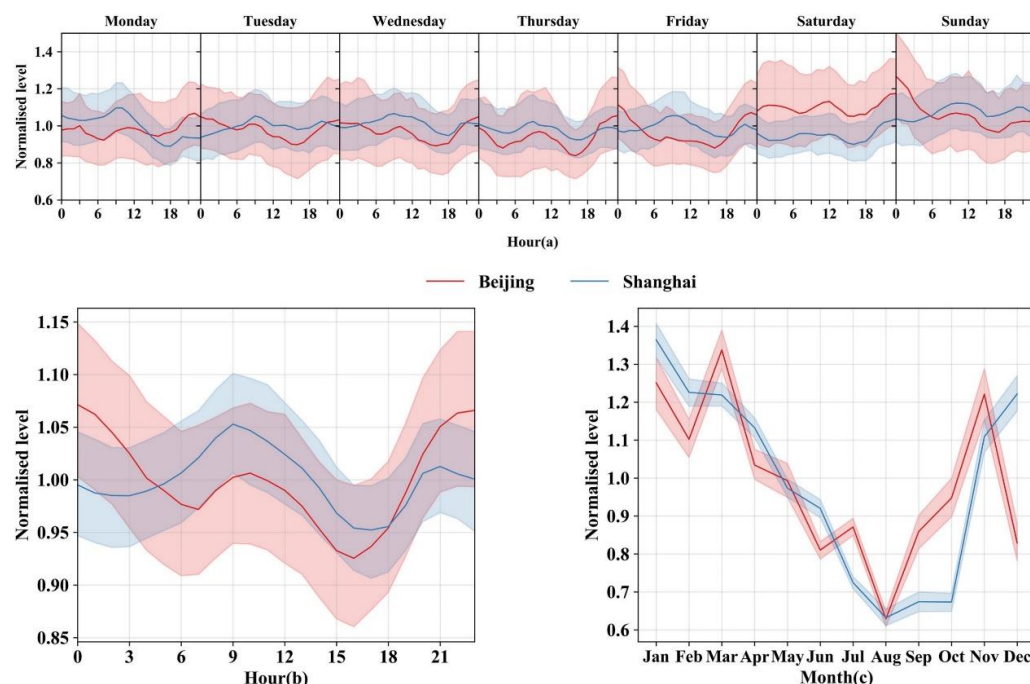 Monday Tuesday Wednesday Thursday Friday Saturday Sunday
Normalised level
1.4
1.2
1.0
0.8
0.6
0 6 12 18 0 6 12 18 0 6 12 18 0 6 12 18 0 6 12 18 0 6 12 18 0 6 12 18
Hour(a)
Beijing Shanghai
Normalised level
1.15
1.10
1.05
1.00
0.95
0.90
0.85
0 3 6 9 12 15 18 21
Hour(b)
Normalised level
1.4
1.3
1.2
1.1
1.0
0.9
0.8
0.7
0.6
Jan Feb Mar Apr May Jun Jul Aug Sep Oct Nov Dec
Month(c)